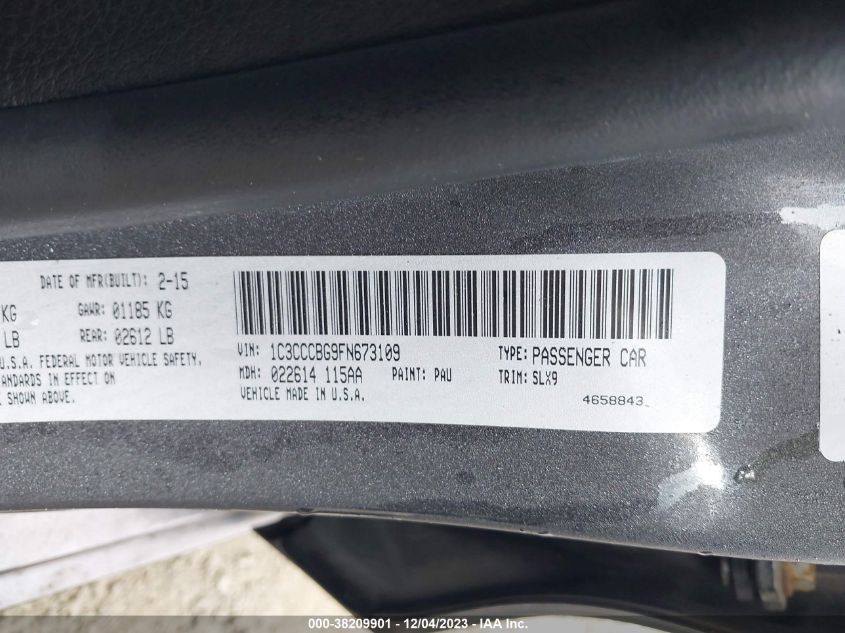 DATE OF MFR(BUILT): 2-15
KG GAWR: 01185 KG
LB REAR: 02612 LB
U.S.A. FEDERAL MOTOR VEHICLE SAFETY.
IN EFFECT ON
SHOWN ABOVE.
VIN: 1C3CCCBG9FN673109 TYPE: PASSENGER CAR
MDH: 022614 115AA PAINT: PAU TRIM: SLX9
VEHICLE MADE IN U.S.A. 4658843
000-38209901 - 12/04/2023 - © IAA Inc.